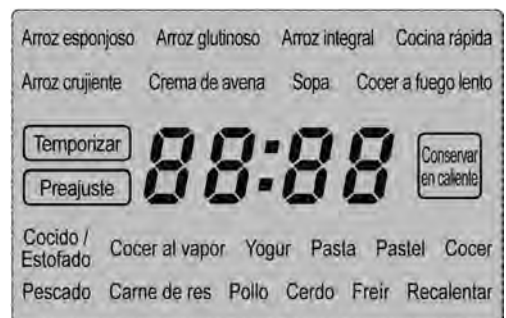 Arroz esponjoso Arroz glutinoso Arroz integral Cocina rápida
Arroz crujiente Crema de avena Sopa Cocer a fuego lento
Temporizar
Preajuste
88:88
Conservar
en caliente
Cocido /
Estofado
Cocer al vapor Yogur Pasta Pastel Cocer
Pescado Carne de res Pollo Cerdo Freír Recalentar